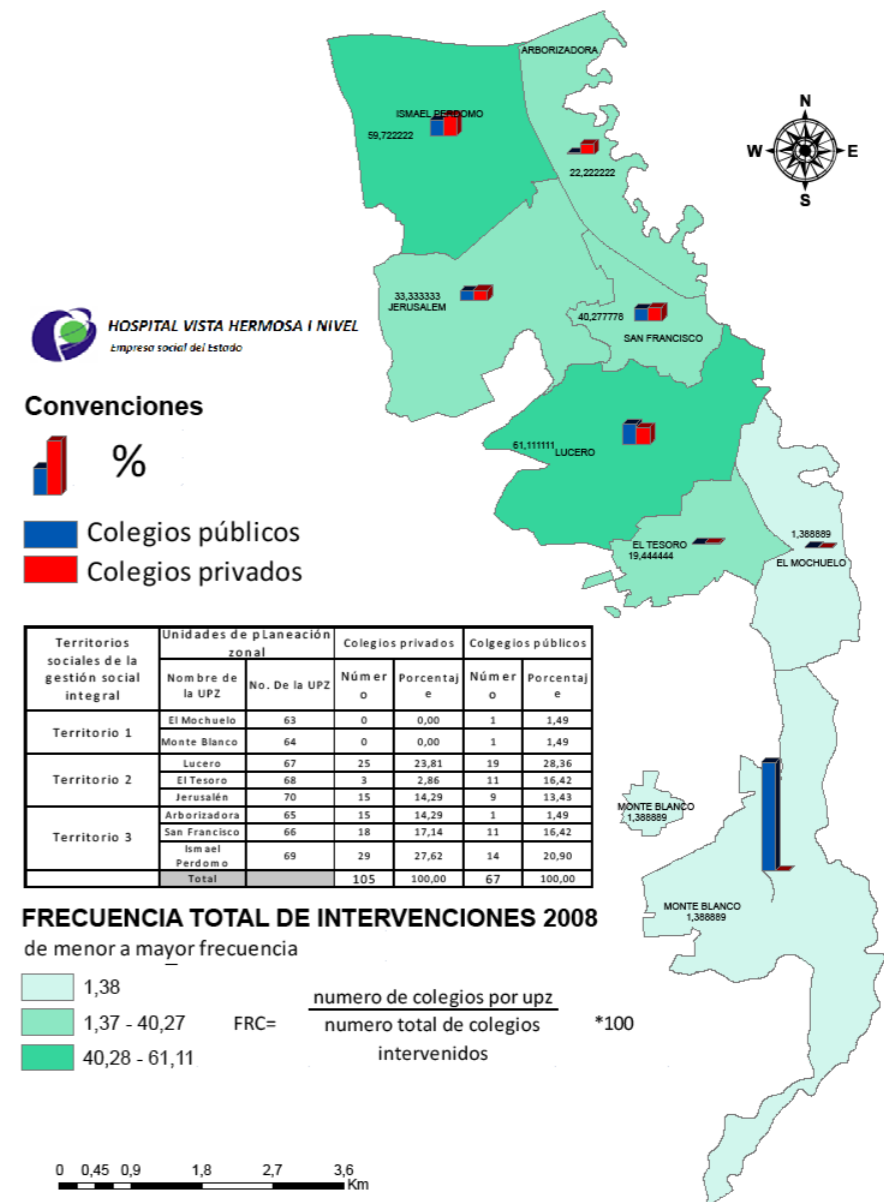 ARBORIZADORA
ISMAEL PERDOMO
59,722222
22,222222
N
W E
S
33,333333
JERUSALEM
40,277778
SAN FRANCISCO
HOSPITAL VISTA HERMOSA I NIVEL
Empresa social del Estado
Convenciones
%
Colegios públicos
Colegios privados
61,111111 LUCERO
EL TESORO
19,444444
1,388889
EL MOCHUELO
Territorios sociales de la gestión social integral
Unidades de pLaneación zonal
Colegios privados
Colgegios públicos
Nombre de la UPZ
No. De la UPZ
Número
Porcentaje
Número
Porcentaje
Territorio 1
El Mochuelo 63 0 0,00 1 1,49
Monte Blanco 64 0 0,00 1 1,49
Territorio 2
Lucero 67 25 23,81 19 28,36
El Tesoro 68 3 2,86 11 16,42
Jerusalén 70 15 14,29 9 13,43
Territorio 3
Arborizadora 65 15 14,29 1 1,49
San Francisco 66 18 17,14 11 16,42
Ismael Perdomo 69 29 27,62 14 20,90
Total 105 100,00 67 100,00
MONTE BLANCO
1,388889
MONTE BLANCO
1,388889
FRECUENCIA TOTAL DE INTERVENCIONES 2008
de menor a mayor frecuencia
1,38
1,37 - 40,27
40,28 - 61,11
FRC=
numero de colegios por upz
numero total de colegios
intervenidos
*100
0 0,45 0,9 1,8 2,7 3,6
Km